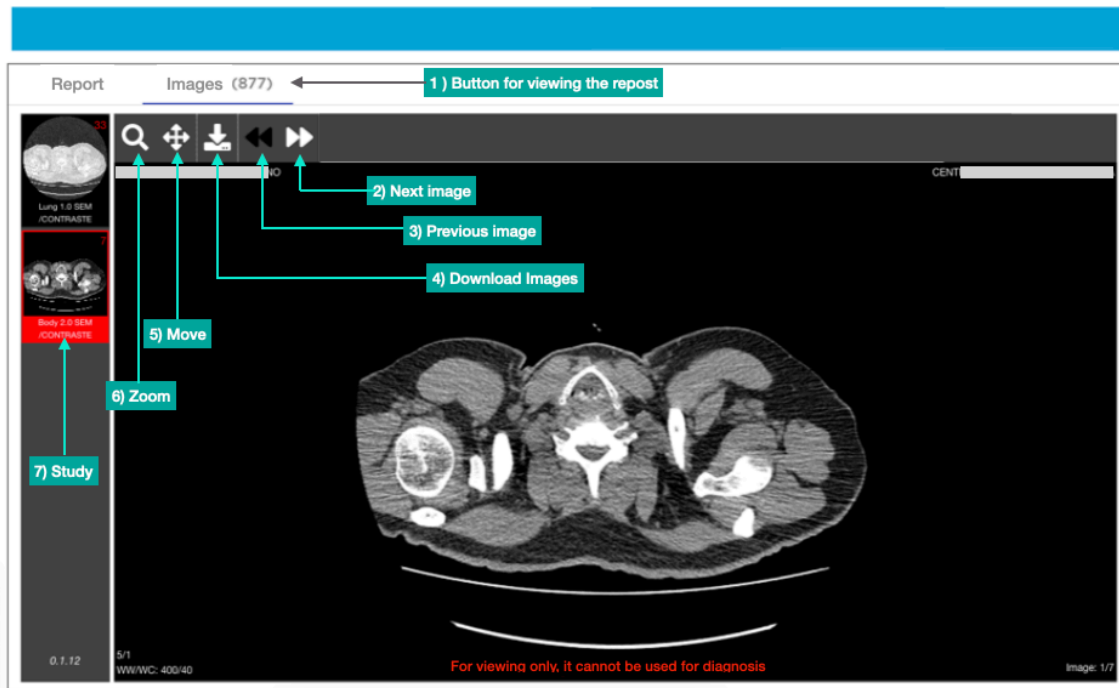 Report
Images (877)
1 ) Button for viewing the repost
33
Lung 1.0 SEM
/CONTRASTE
7
Body 2.0 SEM
/CONTRASTE
NO
CENT
2) Next image
3) Previous image
4) Download Images
5) Move
6) Zoom
7) Study
0.1.12
5/1
WW/WC: 400/40
For viewing only, it cannot be used for diagnosis
Image: 1/7